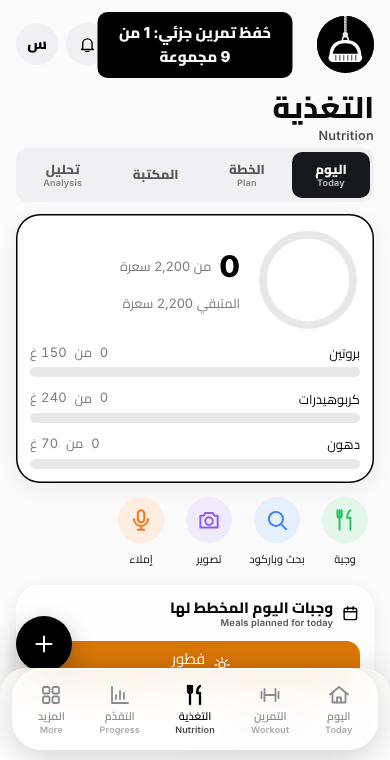 حُفظ تمرين جزئي: 1 من
9 مجموعة
س
التغذية
Nutrition
اليوم
Today
الخطة
Plan
المكتبة
تحليل
Analysis
0 من 2,200 سعرة
المتبقي 2,200 سعرة
بروتين
0 من 150 غ
كربوهيدرات
0 من 240 غ
دهون
0 من 70 غ
وجبة
بحث وباركود
تصوير
إملاء
وجبات اليوم المخطط لها
Meals planned for today
فطور
اليوم
Today
التمرين
Workout
التغذية
Nutrition
التقدّم
Progress
المزيد
More